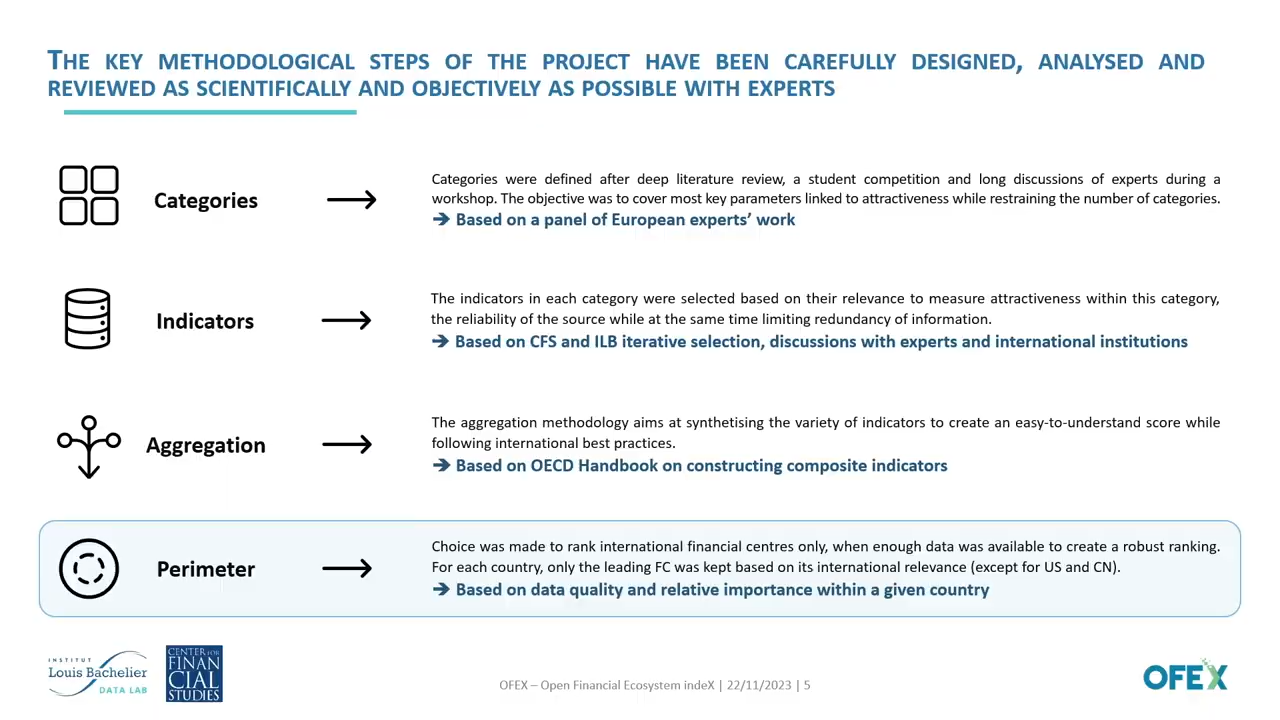 THE KEY METHODOLOGICAL STEPS OF THE PROJECT HAVE BEEN CAREFULLY DESIGNED, ANALYSED AND
REVIEWED AS SCIENTIFICALLY AND OBJECTIVELY AS POSSIBLE WITH EXPERTS
Categories
Categories were defined after deep literature review, a student competition and long discussions of experts during a
workshop. The objective was to cover most key parameters linked to attractiveness while restraining the number of categories.
➔ Based on a panel of European experts’ work
Indicators
The indicators in each category were selected based on their relevance to measure attractiveness within this category,
the reliability of the source while at the same time limiting redundancy of information.
➔ Based on CFS and ILB iterative selection, discussions with experts and international institutions
Aggregation
The aggregation methodology aims at synthetising the variety of indicators to create an easy-to-understand score while
following international best practices.
➔ Based on OECD Handbook on constructing composite indicators
Perimeter
Choice was made to rank international financial centres only, when enough data was available to create a robust ranking.
For each country, only the leading FC was kept based on its international relevance (except for US and CN).
➔ Based on data quality and relative importance within a given country
INSTITUT
Louis Bachelier
DATA LAB
CENTER FOR
FINAN
CIAL
STUDIES
OFEX – Open Financial Ecosystem indeX | 22/11/2023 | 5
OFEX